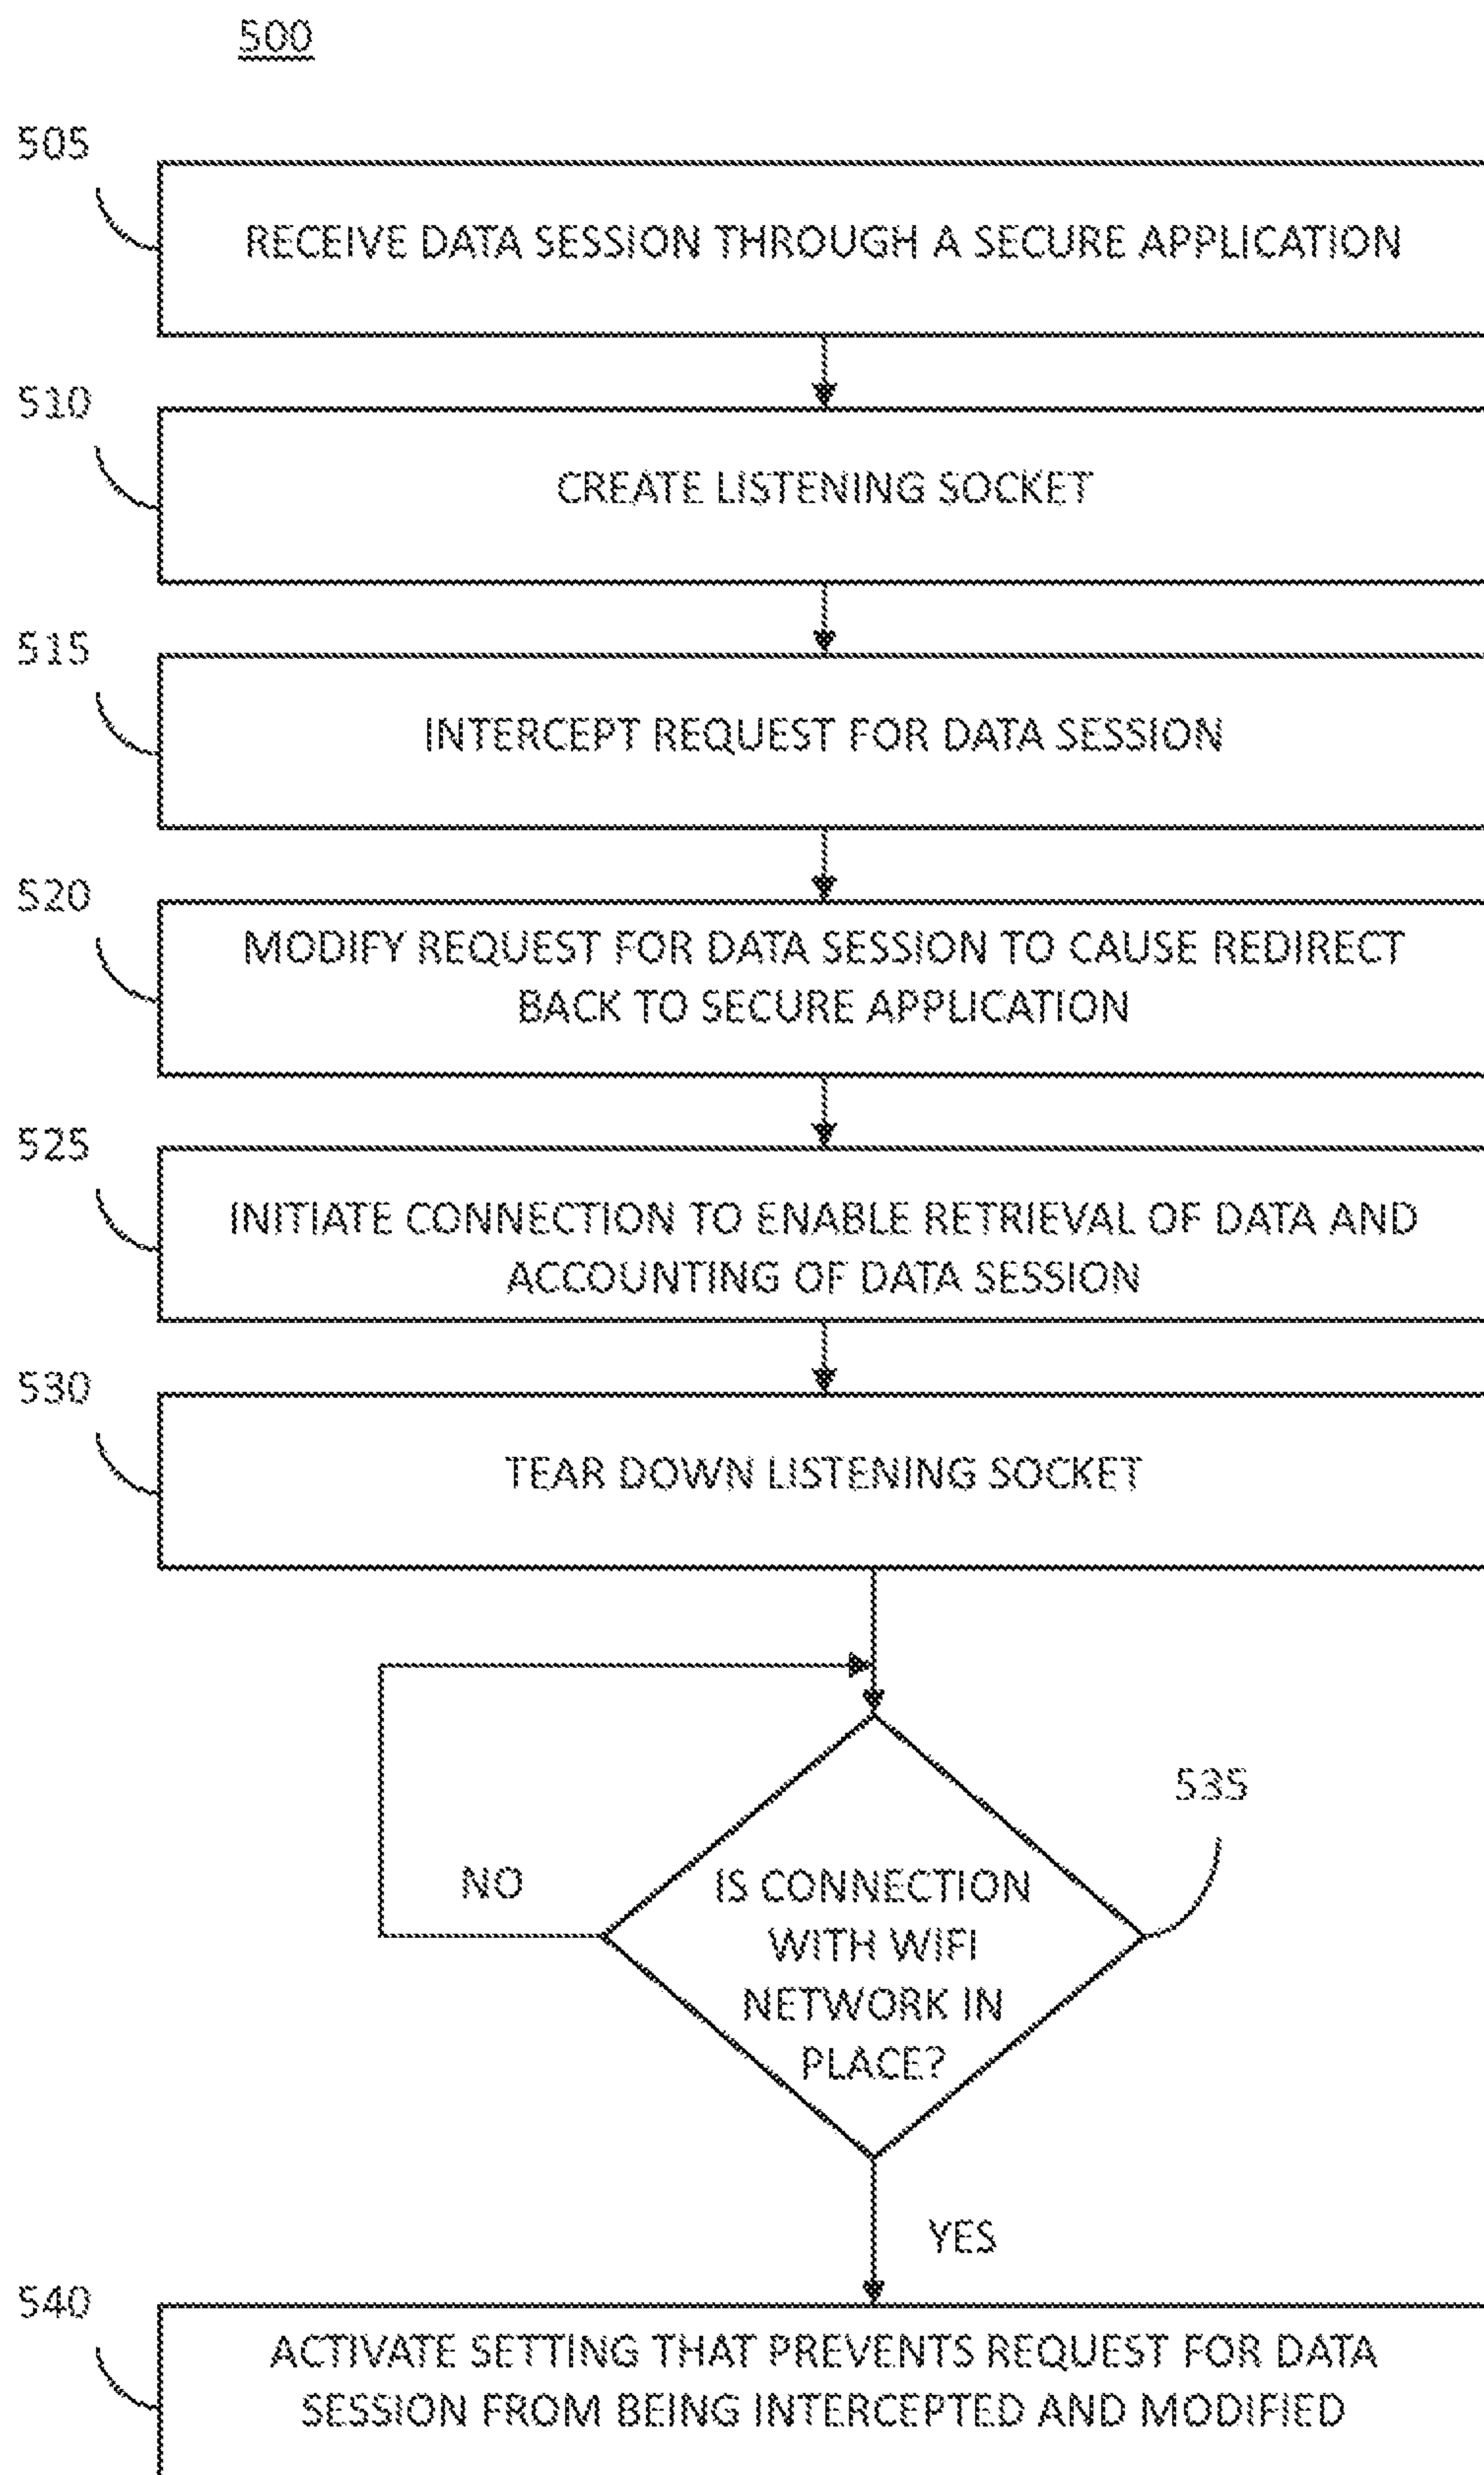 500
505
RECEIVE DATA SESSION THROUGH A SECURE APPLICATION
510
CREATE LISTENING SOCKET
515
INTERCEPT REQUEST FOR DATA SESSION
520
MODIFY REQUEST FOR DATA SESSION TO CAUSE REDIRECT
BACK TO SECURE APPLICATION
525
INITIATE CONNECTION TO ENABLE RETRIEVAL OF DATA AND
ACCOUNTING OF DATA SESSION
530
TEAR DOWN LISTENING SOCKET
535
NO
IS CONNECTION
WITH WIFI
NETWORK IN
PLACE?
YES
540
ACTIVATE SETTING THAT PREVENTS REQUEST FOR DATA
SESSION FROM BEING INTERCEPTED AND MODIFIED